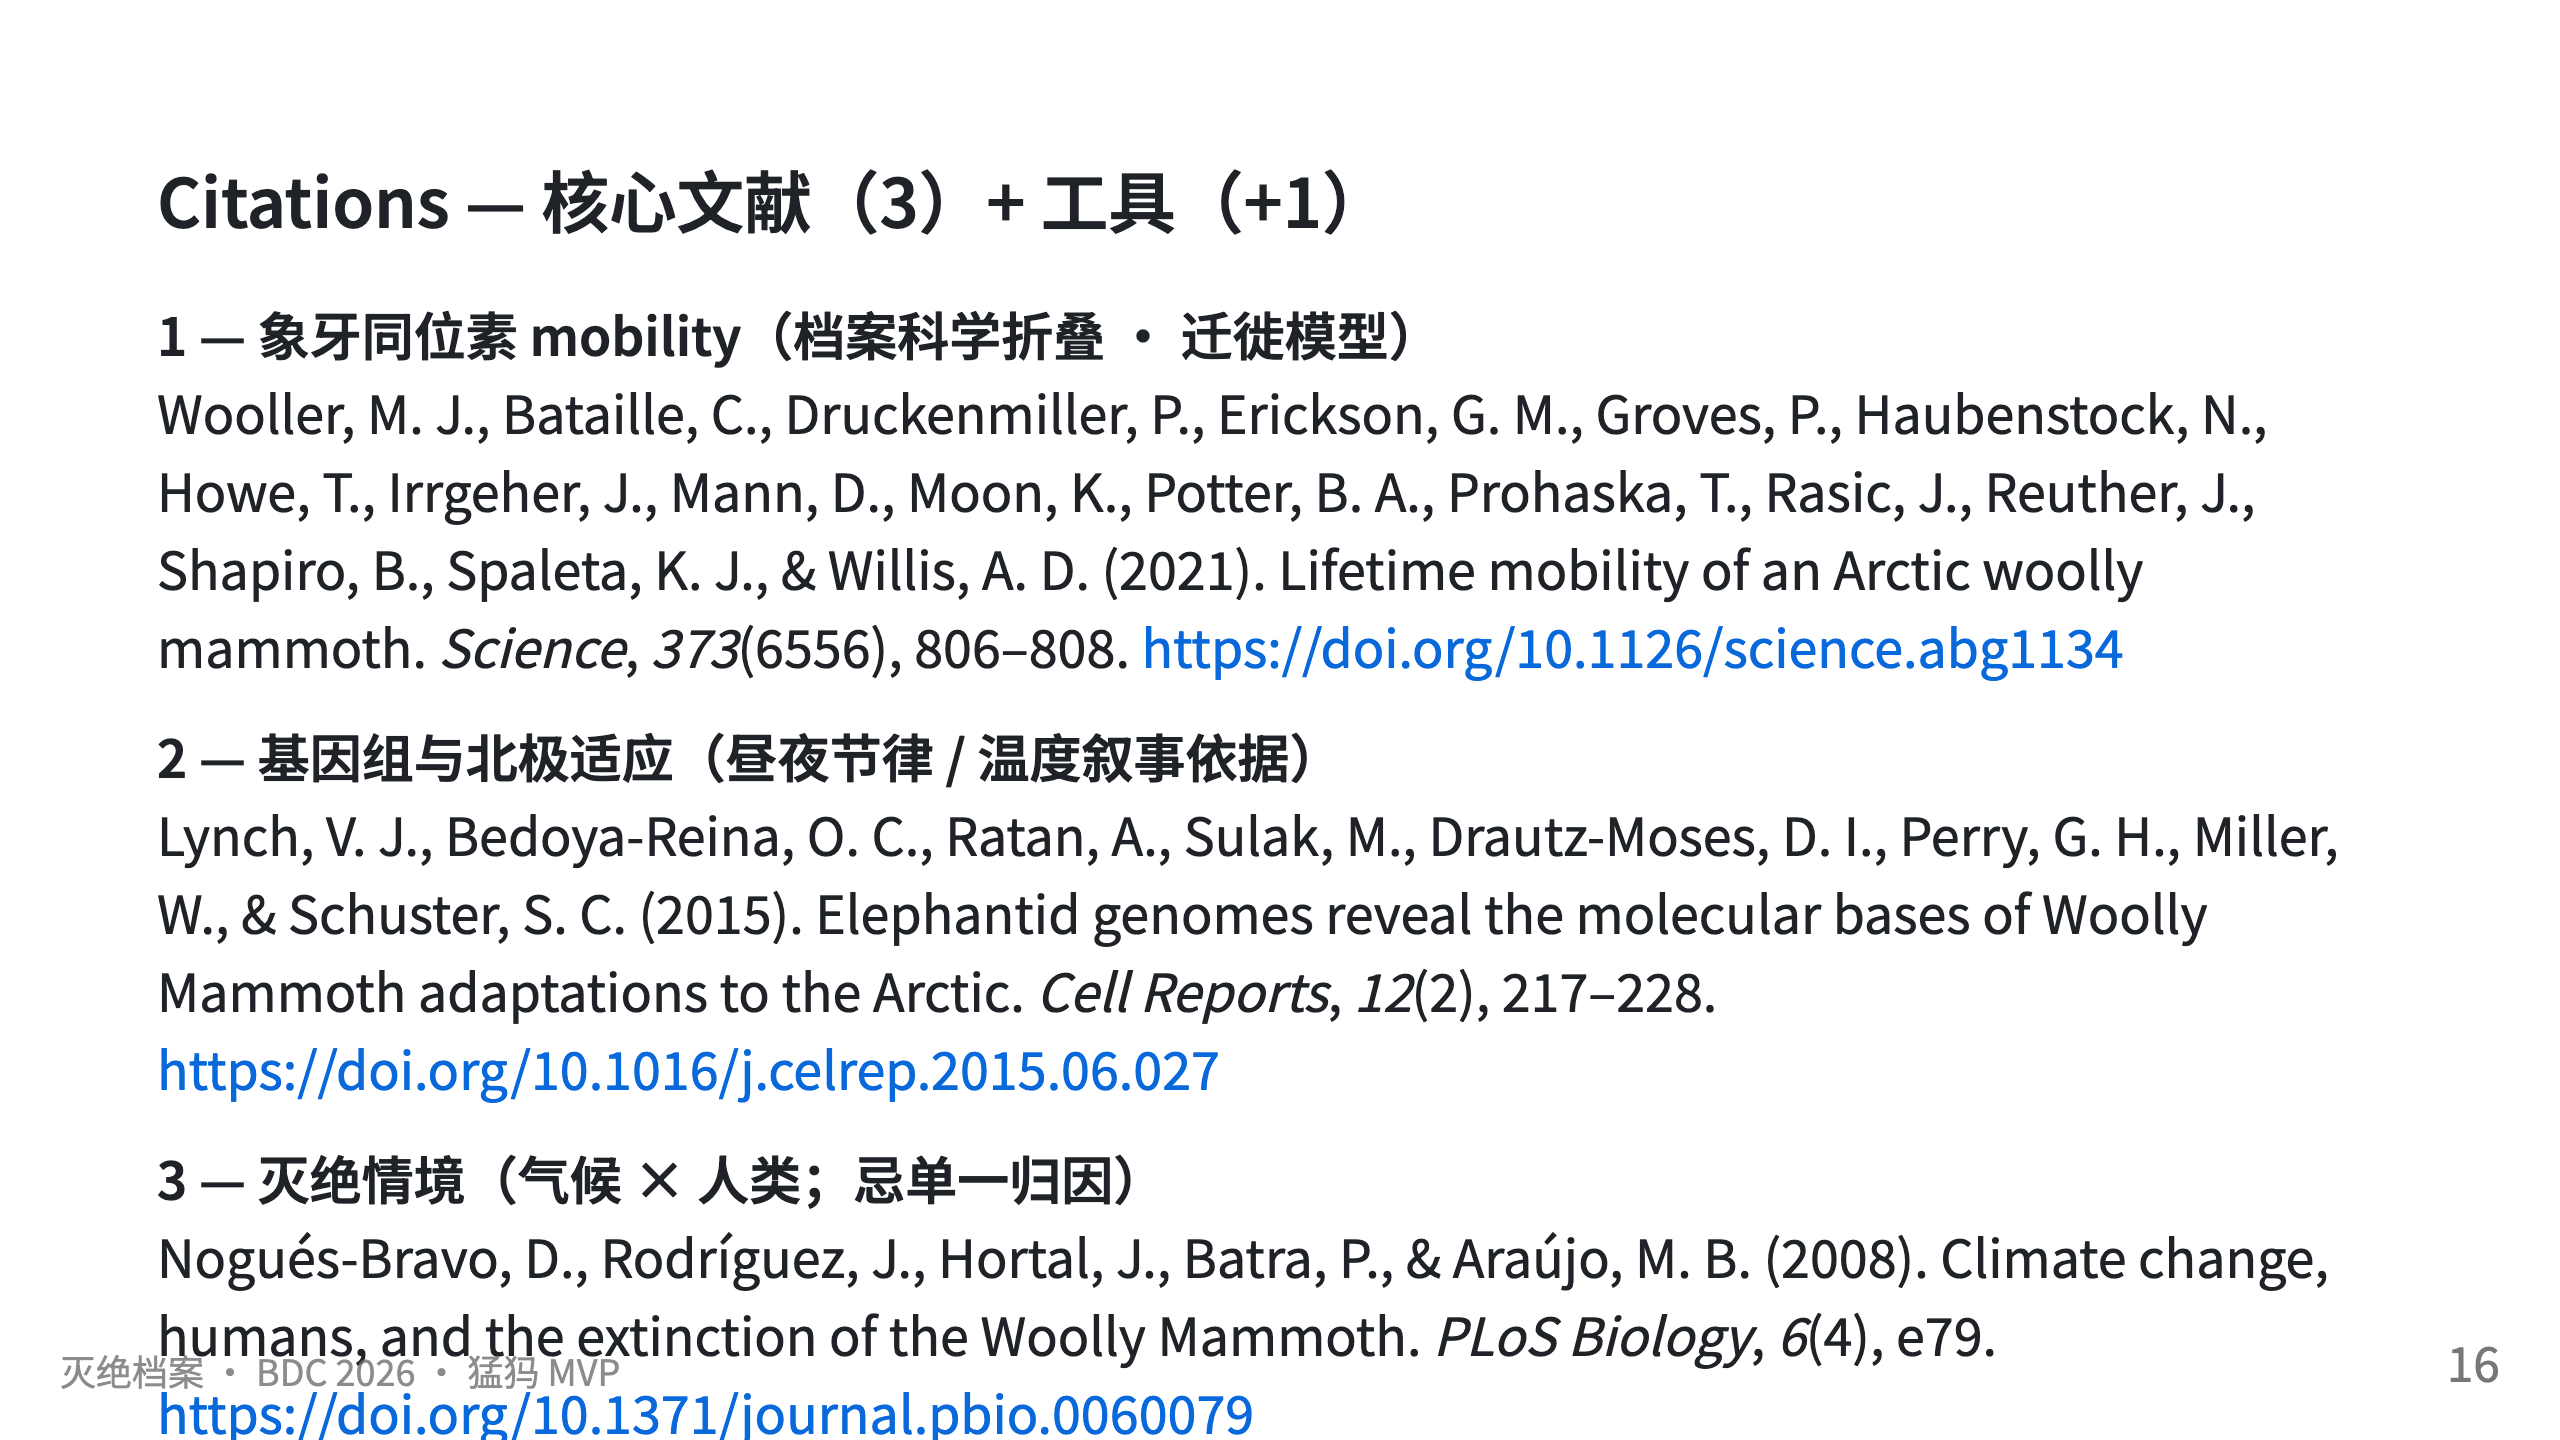 Citations — 核心文献（3）+ 工具（+1）
1 — 象牙同位素 mobility（档案科学折叠 · 迁徙模型）
Wooller, M. J., Bataille, C., Druckenmiller, P., Erickson, G. M., Groves, P., Haubenstock, N.,
Howe, T., Irrgeher, J., Mann, D., Moon, K., Potter, B. A., Prohaska, T., Rasic, J., Reuther, J.,
Shapiro, B., Spaleta, K. J., & Willis, A. D. (2021). Lifetime mobility of an Arctic woolly
mammoth. Science, 373(6556), 806–808. https://doi.org/10.1126/science.abg1134
2 — 基因组与北极适应（昼夜节律 / 温度叙事依据）
Lynch, V. J., Bedoya-Reina, O. C., Ratan, A., Sulak, M., Drautz-Moses, D. I., Perry, G. H., Miller,
W., & Schuster, S. C. (2015). Elephantid genomes reveal the molecular bases of Woolly
Mammoth adaptations to the Arctic. Cell Reports, 12(2), 217–228.
https://doi.org/10.1016/j.celrep.2015.06.027
3 — 灭绝情境（气候 × 人类；忌单一归因）
Nogués-Bravo, D., Rodríguez, J., Hortal, J., Batra, P., & Araújo, M. B. (2008). Climate change,
humans, and the extinction of the Woolly Mammoth. PLoS Biology, 6(4), e79.
https://doi.org/10.1371/journal.pbio.0060079
灭绝档案 · BDC 2026 · 猛犸 MVP
16